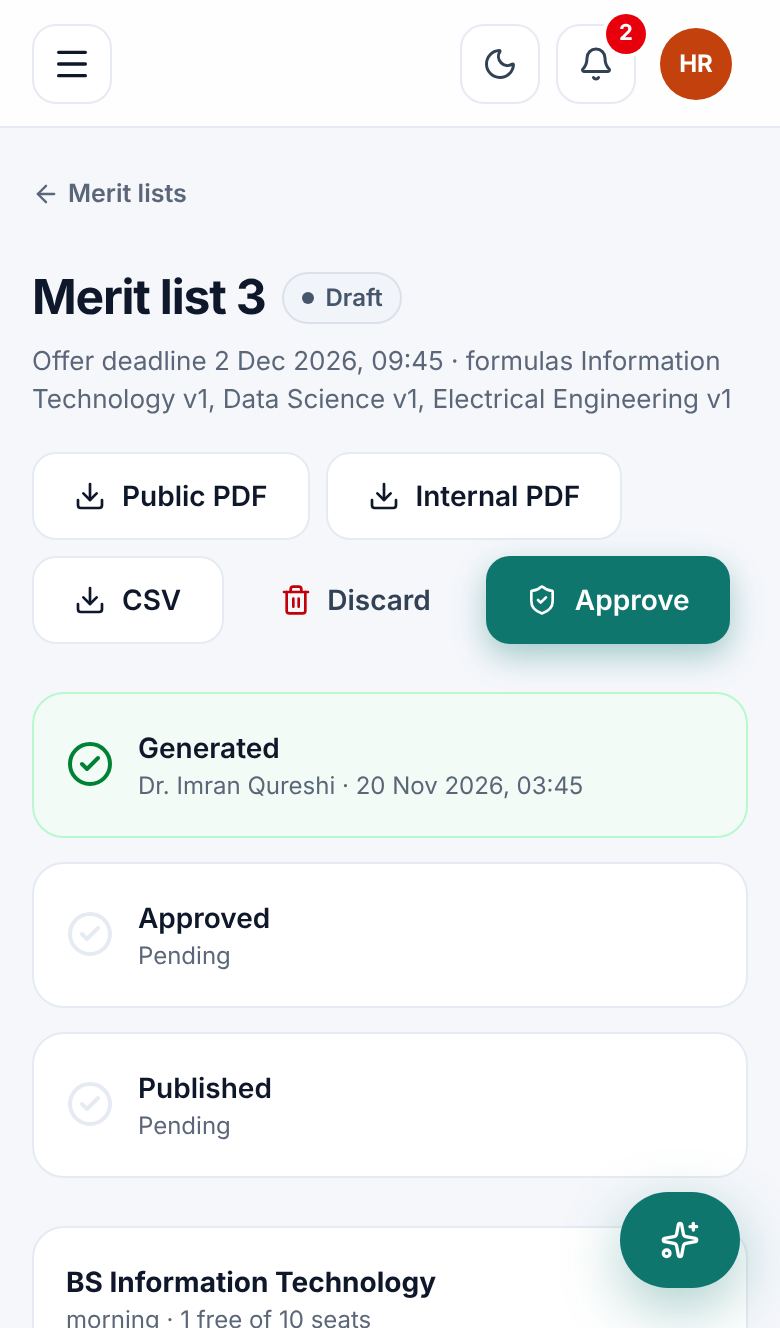 2
HR
Merit lists
Merit list 3
Draft
Offer deadline 2 Dec 2026, 09:45 · formulas Information
Technology v1, Data Science v1, Electrical Engineering v1
Public PDF
Internal PDF
CSV
Discard
Approve
Generated
Dr. Imran Qureshi · 20 Nov 2026, 03:45
Approved
Pending
Published
Pending
BS Information Technology
morning · 1 free of 10 seats